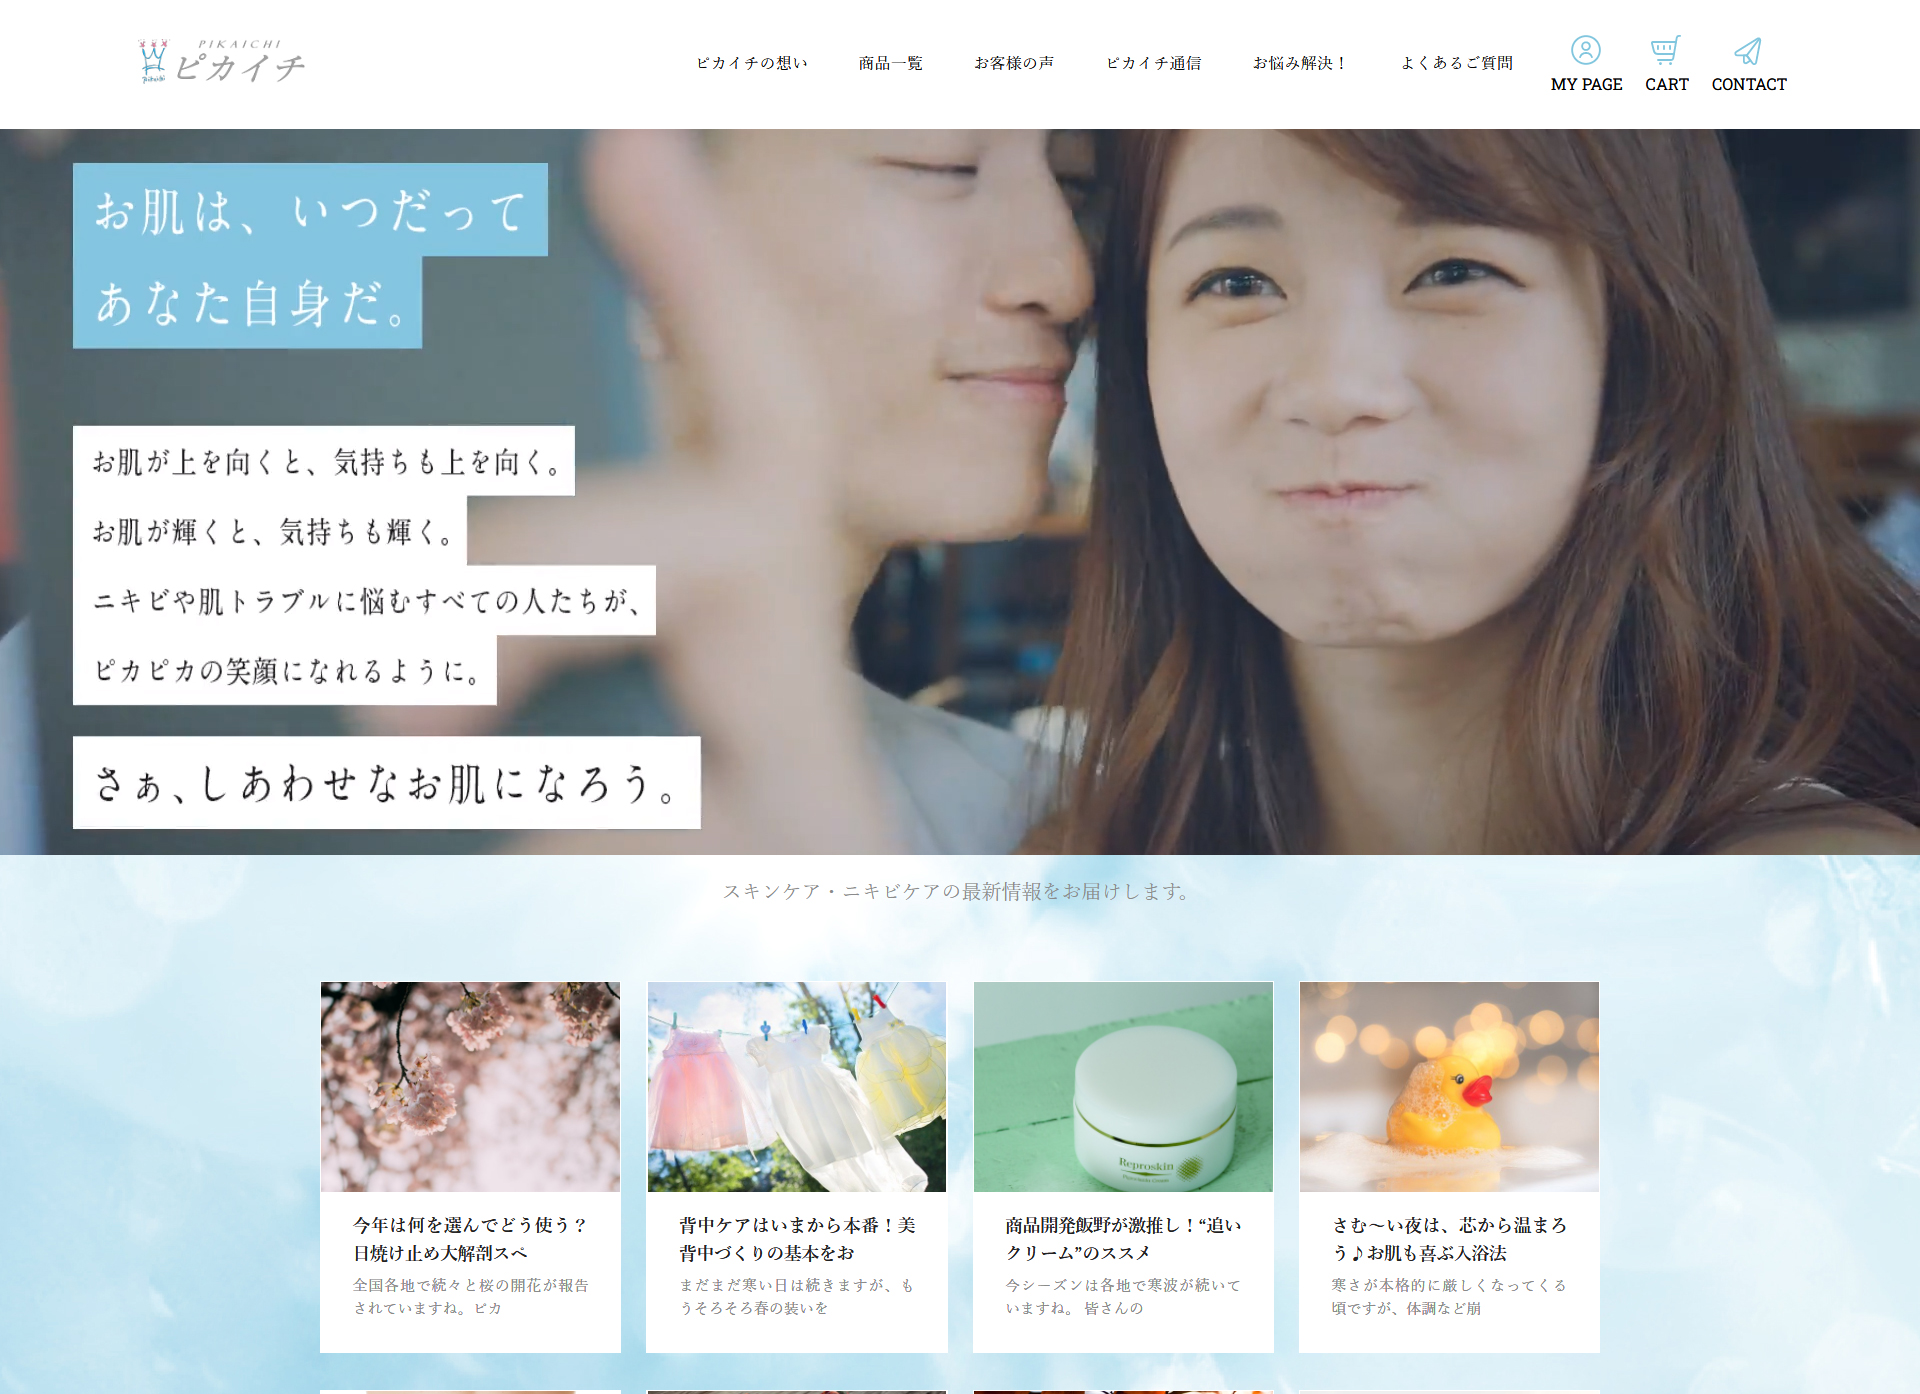 PIKAICHI
ピカイチ
ピカイチの想い
商品一覧
お客様の声
ピカイチ通信
お悩み解決！
よくあるご質問
MY PAGE
CART
CONTACT
お肌は、いつだって
あなた自身だ。
お肌が上を向くと、気持ちも上を向く。
お肌が輝くと、気持ちも輝く。
ニキビや肌トラブルに悩むすべての人たちが、
ピカピカの笑顔になれるように。
さぁ、しあわせなお肌になろう。
スキンケア・ニキビケアの最新情報をお届けします。
Reproskin
今年は何を選んでどう使う？
日焼け止め大解剖スペ
全国各地で続々と桜の開花が報告
されていますね。ピカ
背中ケアはいまから本番！美
背中づくりの基本をお
まだまだ寒い日は続きますが、も
うそろそろ春の装いを
商品開発飯野が激推し！“追い
クリーム”のススメ
今シーズンは各地で寒波が続いて
いますね。 皆さんの
さむ～い夜は、芯から温まろ
う♪お肌も喜ぶ入浴法
寒さが本格的に厳しくなってくる
頃ですが、体調など崩